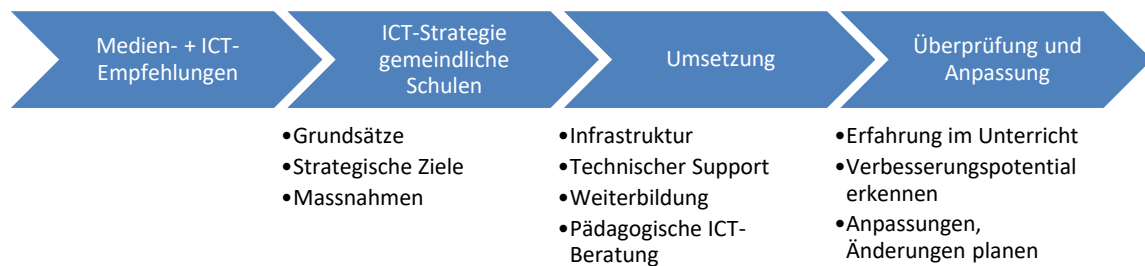 Medien- + ICT-
Empfehlungen
ICT-Strategie
gemeindliche
Schulen
Umsetzung
Überprüfung und
Anpassung
•Grundsätze
•Strategische Ziele
•Massnahmen
•Infrastruktur
•Technischer Support
•Weiterbildung
•Pädagogische ICT-
Beratung
•Erfahrung im Unterricht
•Verbesserungspotential
erkennen
•Anpassungen,
Änderungen planen